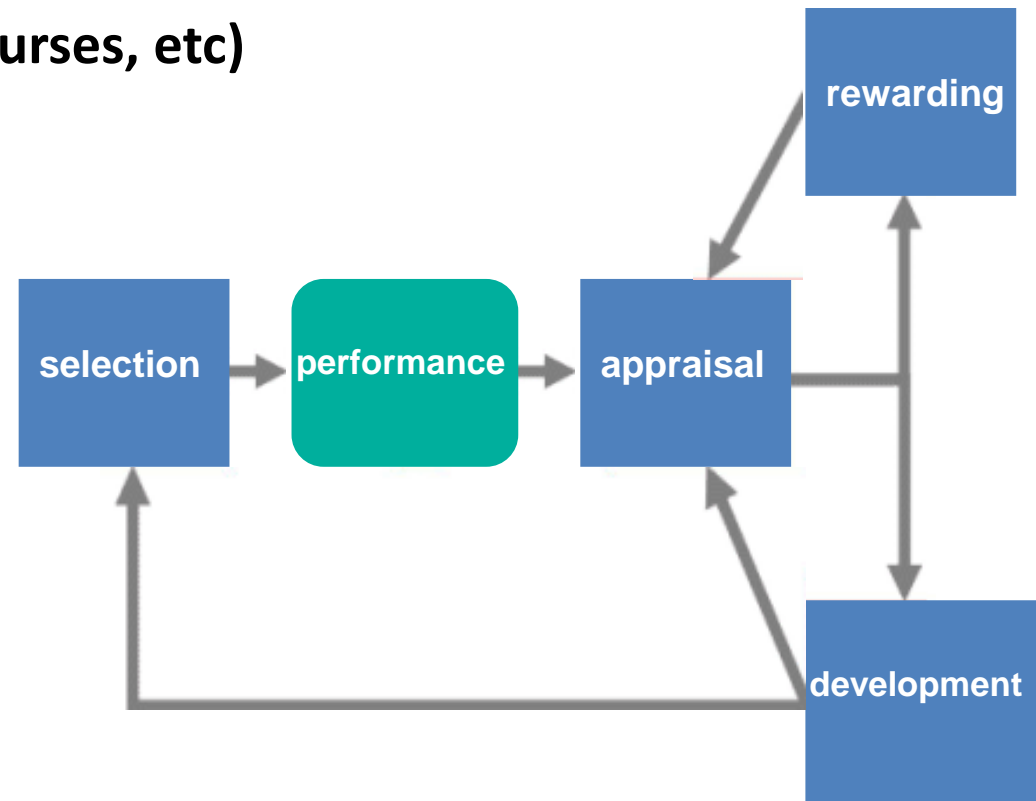 urses, etc)
rewarding
selection
performance
appraisal
development